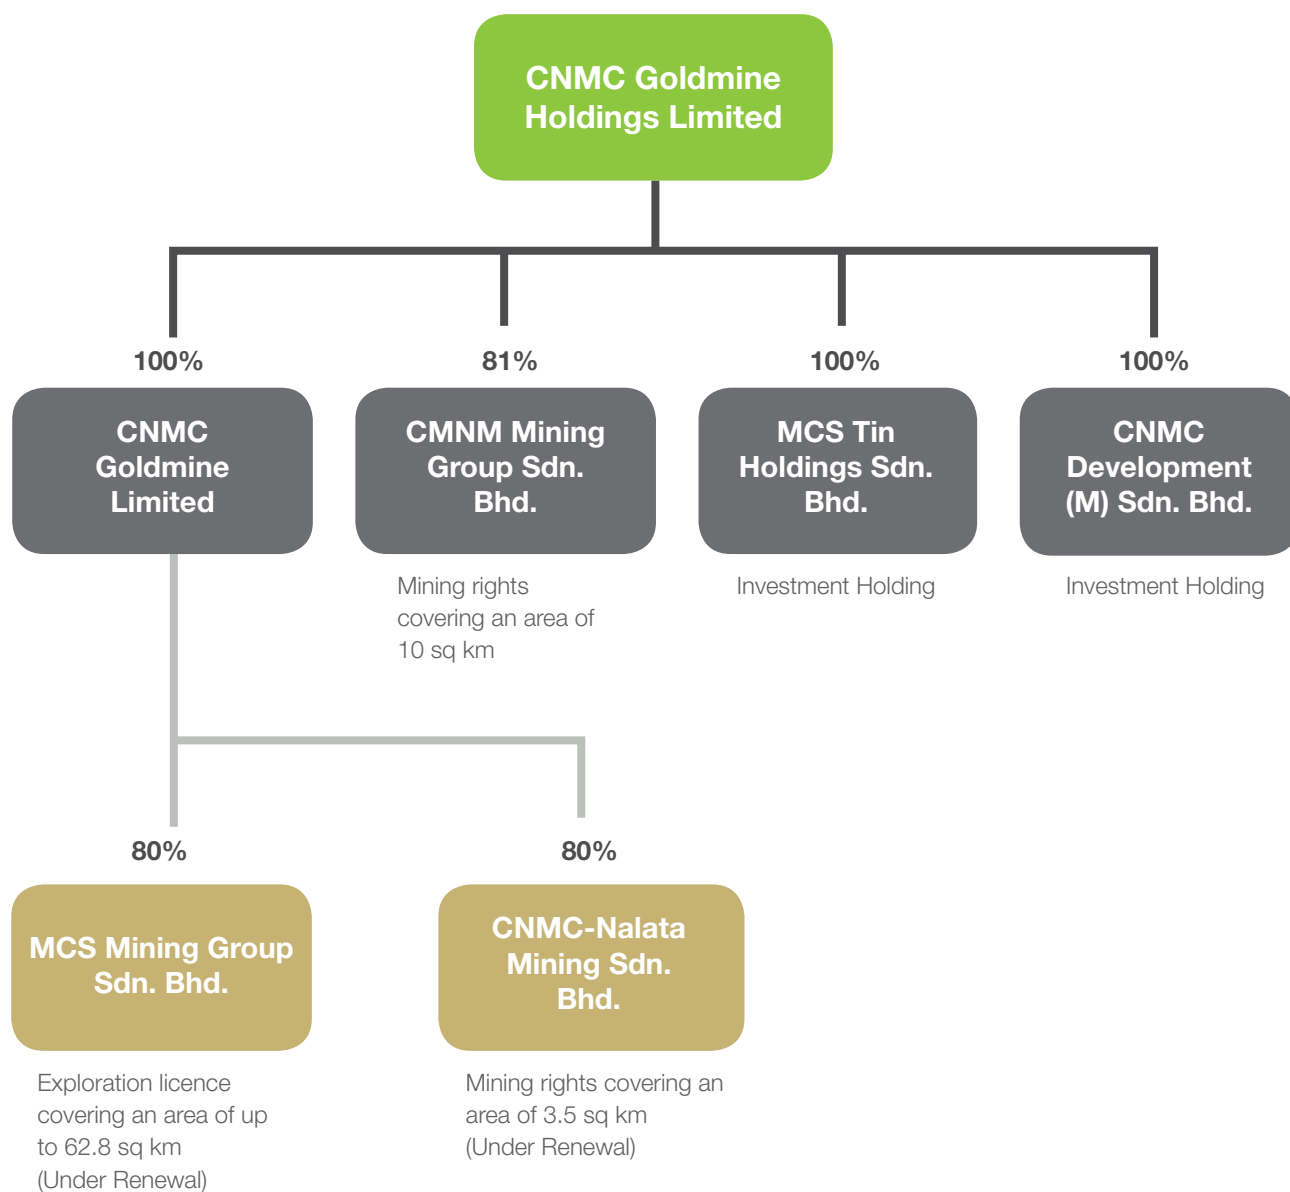 CNMC Goldmine
Holdings Limited
100%
81%
100%
100%
CNMC
Goldmine
Limited
CMNM Mining
Group Sdn.
Bhd.
MCS Tin
Holdings Sdn.
Bhd.
CNMC
Development
(M) Sdn. Bhd.
Mining rights
covering an area of
10 sq km
Investment Holding
Investment Holding
80%
80%
MCS Mining Group
Sdn. Bhd.
CNMC-Nalata
Mining Sdn.
Bhd.
Exploration licence
covering an area of up
to 62.8 sq km
(Under Renewal)
Mining rights covering an
area of 3.5 sq km
(Under Renewal)